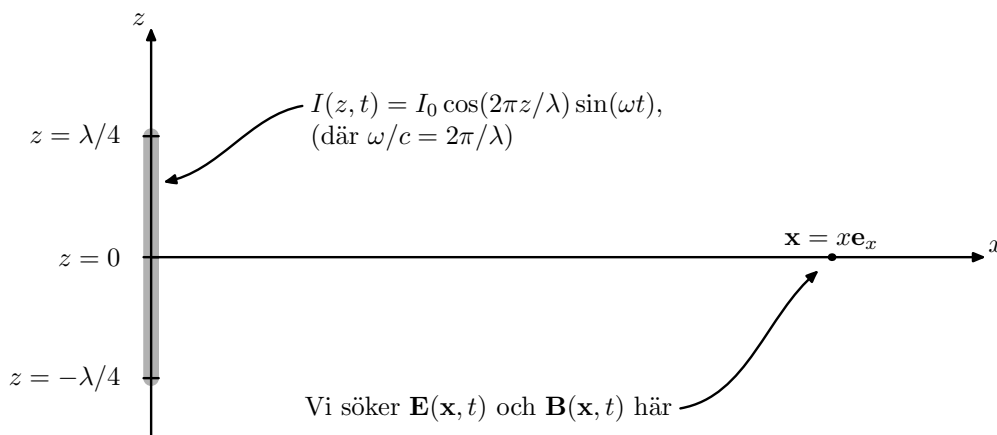 z
I(z, t) = I₀ cos(2πz/λ) sin(ωt),
(där ω/c = 2π/λ)
z = λ/4
z = 0
x = xeₓ
x
z = −λ/4
Vi söker E(x, t) och B(x, t) här